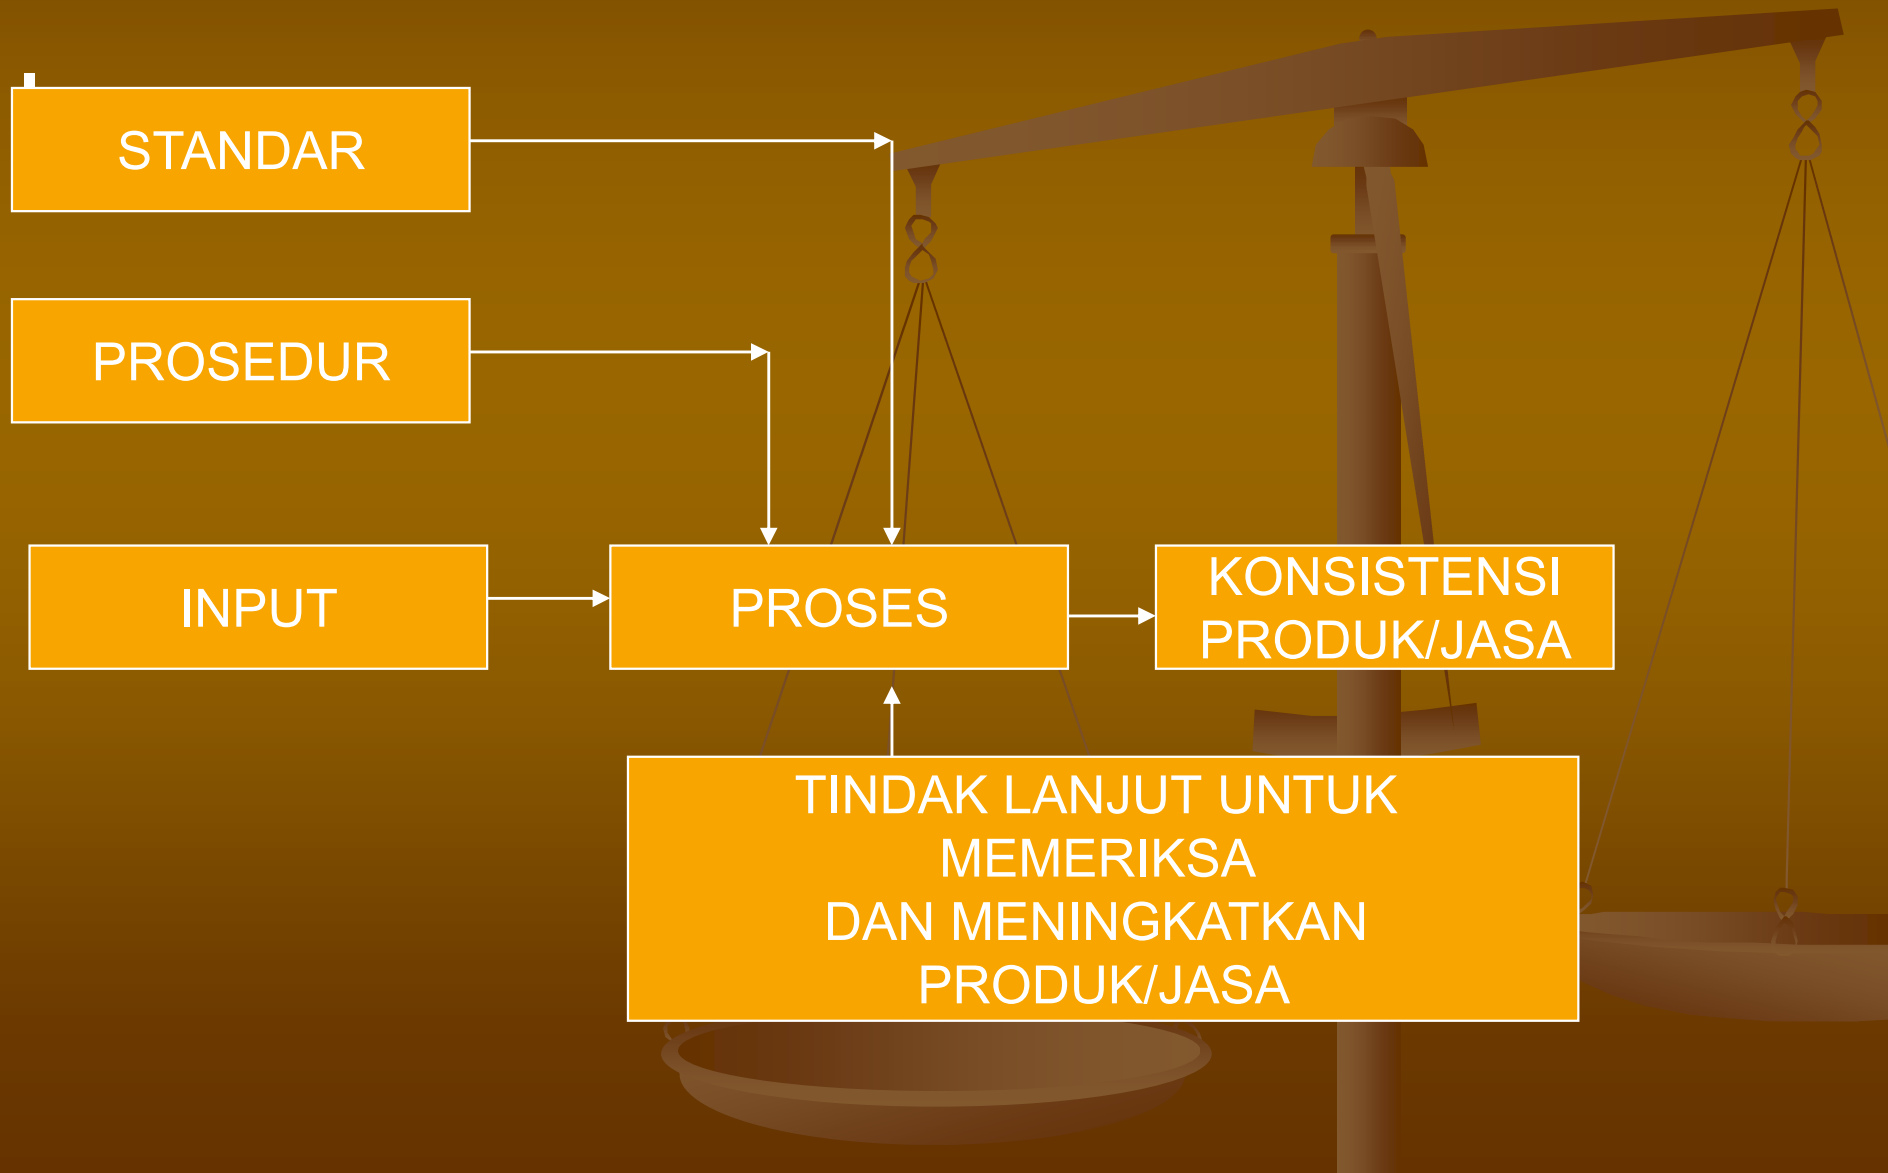 STANDAR
PROSEDUR
INPUT
PROSES
KONSISTENSI
PRODUK/JASA
TINDAK LANJUT UNTUK
MEMERIKSA
DAN MENINGKATKAN
PRODUK/JASA